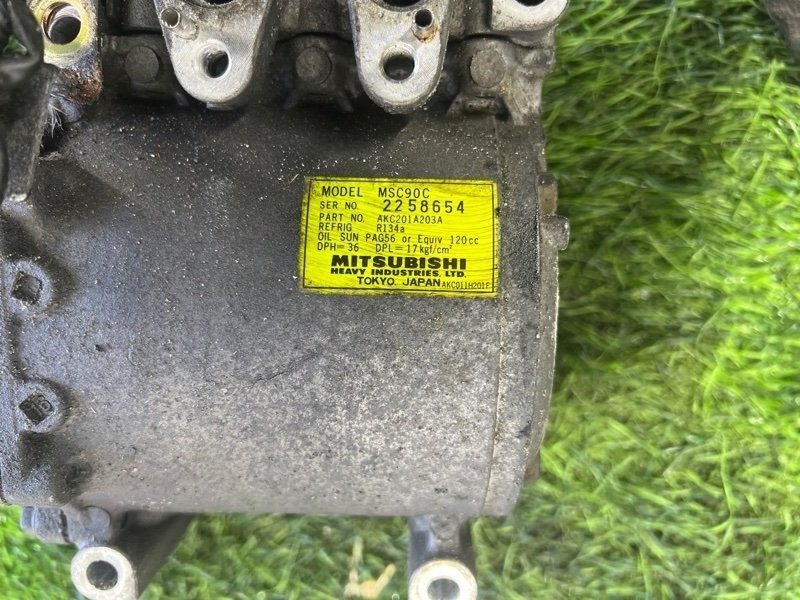 MODEL MSC90C
SER NO. 2258654
PART NO. AKC201A203A
REFRIG R134a
OIL SUN PAG56 or Equiv 120cc
DPH=36 DPL=17kgf/cm²
MITSUBISHI
HEAVY INDUSTRIES, LTD.
TOKYO. JAPAN AKC011H201F